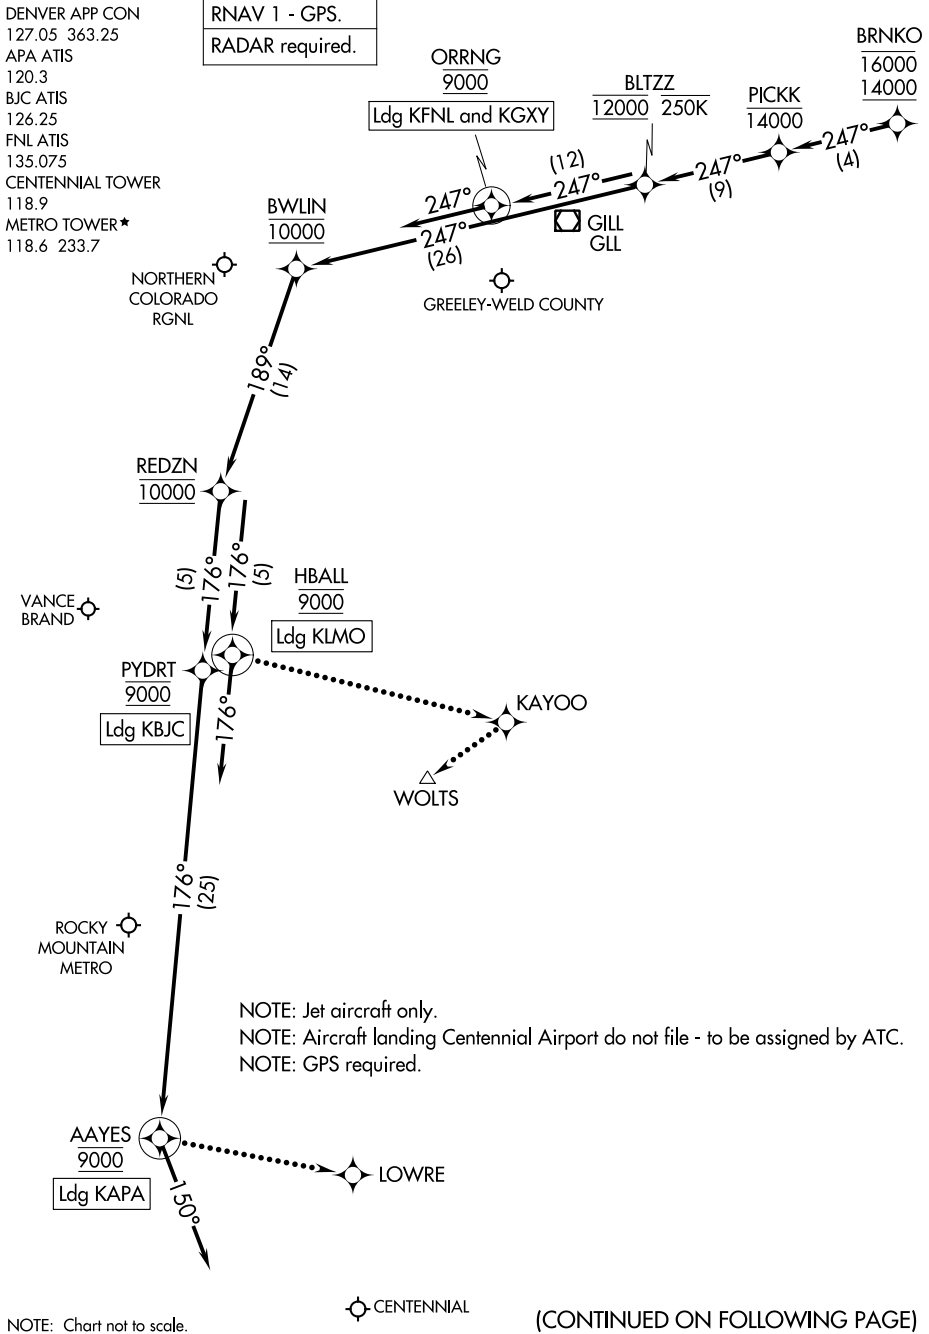 DENVER APP CON
127.05 363.25
APA ATIS
120.3
BJC ATIS
126.25
FNL ATIS
135.075
CENTENNIAL TOWER
118.9
METRO TOWER★
118.6 233.7
RNAV 1 - GPS.
RADAR required.
ORRNG
9000
Ldg KFNL and KGXY
BLTZZ
12000 250K
PICKK
14000
BRNKO
16000
14000
247°
(4)
247°
(9)
(12)
247°
247°
247°
(26)
GILL
GLL
BWLIN
10000
NORTHERN
COLORADO
RGNL
GREELEY-WELD COUNTY
189°
(14)
REDZN
10000
(5)
176°
176°
(5)
VANCE
BRAND
HBALL
9000
Ldg KLMO
PYDRT
9000
Ldg KBJC
176°
KAYOO
WOLTS
176°
(25)
ROCKY
MOUNTAIN
METRO
NOTE: Jet aircraft only.
NOTE: Aircraft landing Centennial Airport do not file - to be assigned by ATC.
NOTE: GPS required.
AAYES
9000
Ldg KAPA
LOWRE
150°
CENTENNIAL
NOTE: Chart not to scale.
(CONTINUED ON FOLLOWING PAGE)